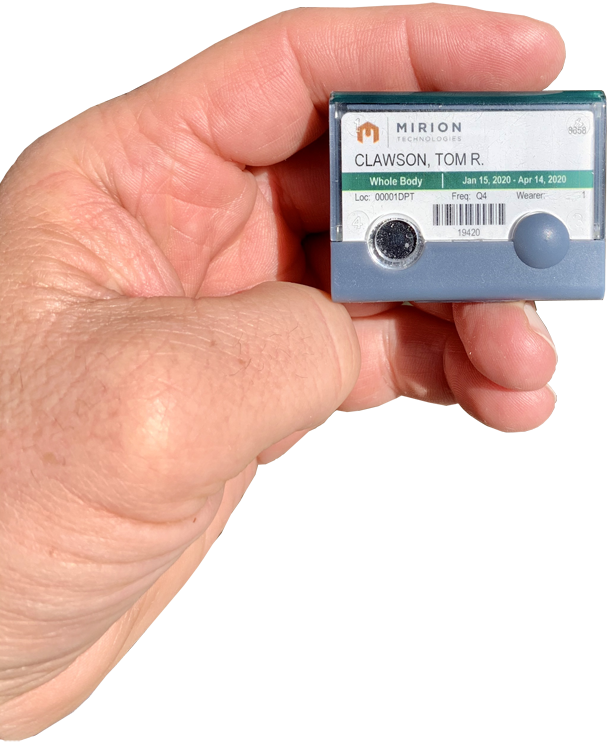 MIRION
TECHNOLOGIES
CLAWSON, TOM R.
Whole Body Jan 15, 2020 - Apr 14, 2020
Loc: 00001DPT Freq: Q4 Wearer: 1
19420